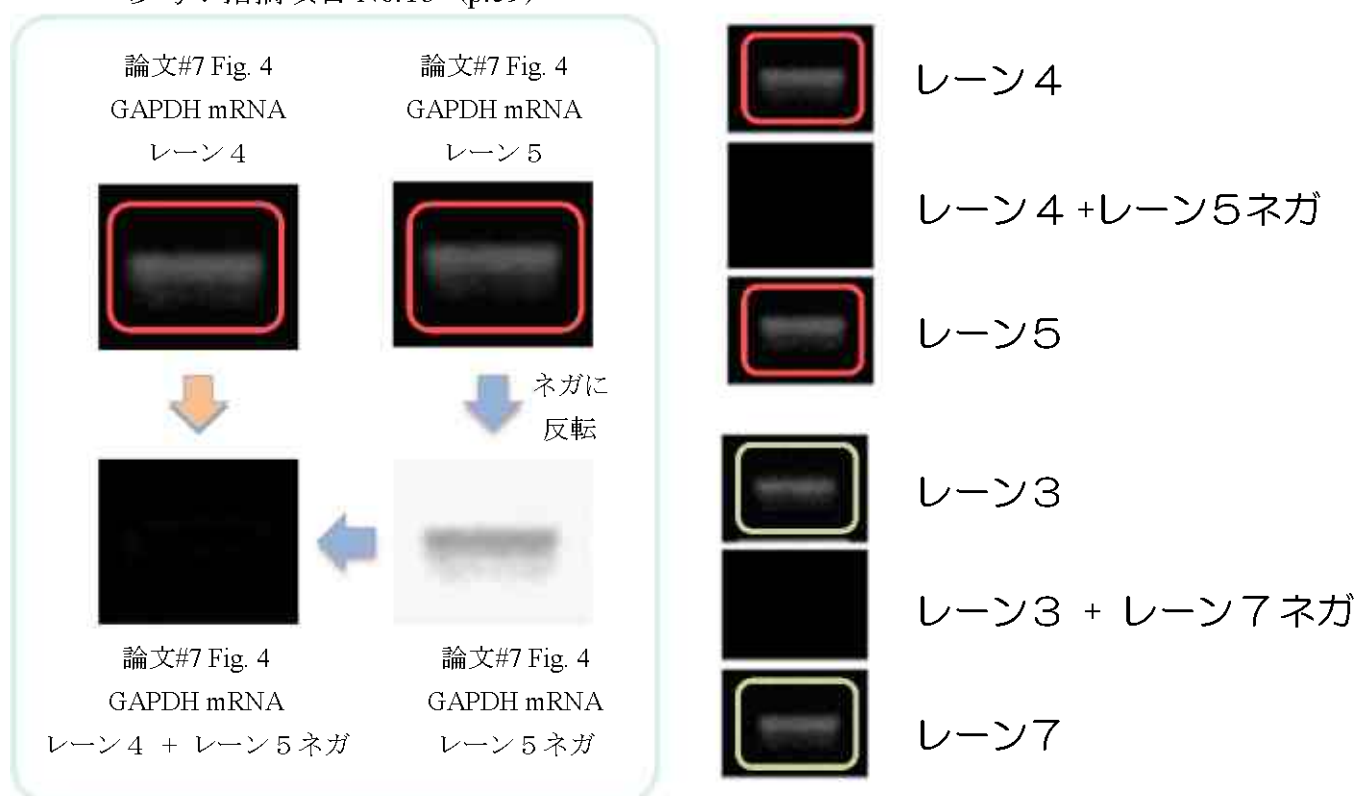 論文#7 Fig. 4
GAPDH mRNA
レーン4
論文#7 Fig. 4
GAPDH mRNA
レーン5
ネガに
反転
論文#7 Fig. 4
GAPDH mRNA
レーン4 + レーン5ネガ
論文#7 Fig. 4
GAPDH mRNA
レーン5ネガ
レーン4
レーン4+レーン5ネガ
レーン5
レーン3
レーン3 + レーン7ネガ
レーン7